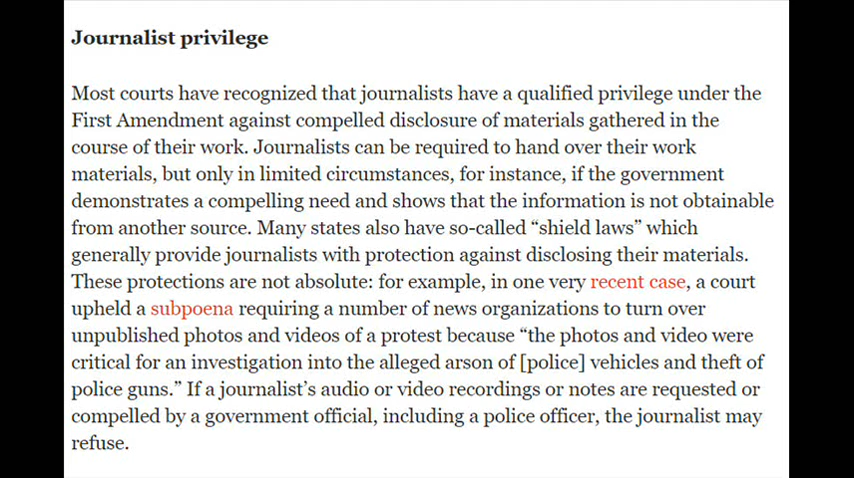 Journalist privilege
Most courts have recognized that journalists have a qualified privilege under the
First Amendment against compelled disclosure of materials gathered in the
course of their work. Journalists can be required to hand over their work
materials, but only in limited circumstances, for instance, if the government
demonstrates a compelling need and shows that the information is not obtainable
from another source. Many states also have so-called “shield laws” which
generally provide journalists with protection against disclosing their materials.
These protections are not absolute: for example, in one very recent case, a court
upheld a subpoena requiring a number of news organizations to turn over
unpublished photos and videos of a protest because “the photos and video were
critical for an investigation into the alleged arson of [police] vehicles and theft of
police guns.” If a journalist’s audio or video recordings or notes are requested or
compelled by a government official, including a police officer, the journalist may
refuse.